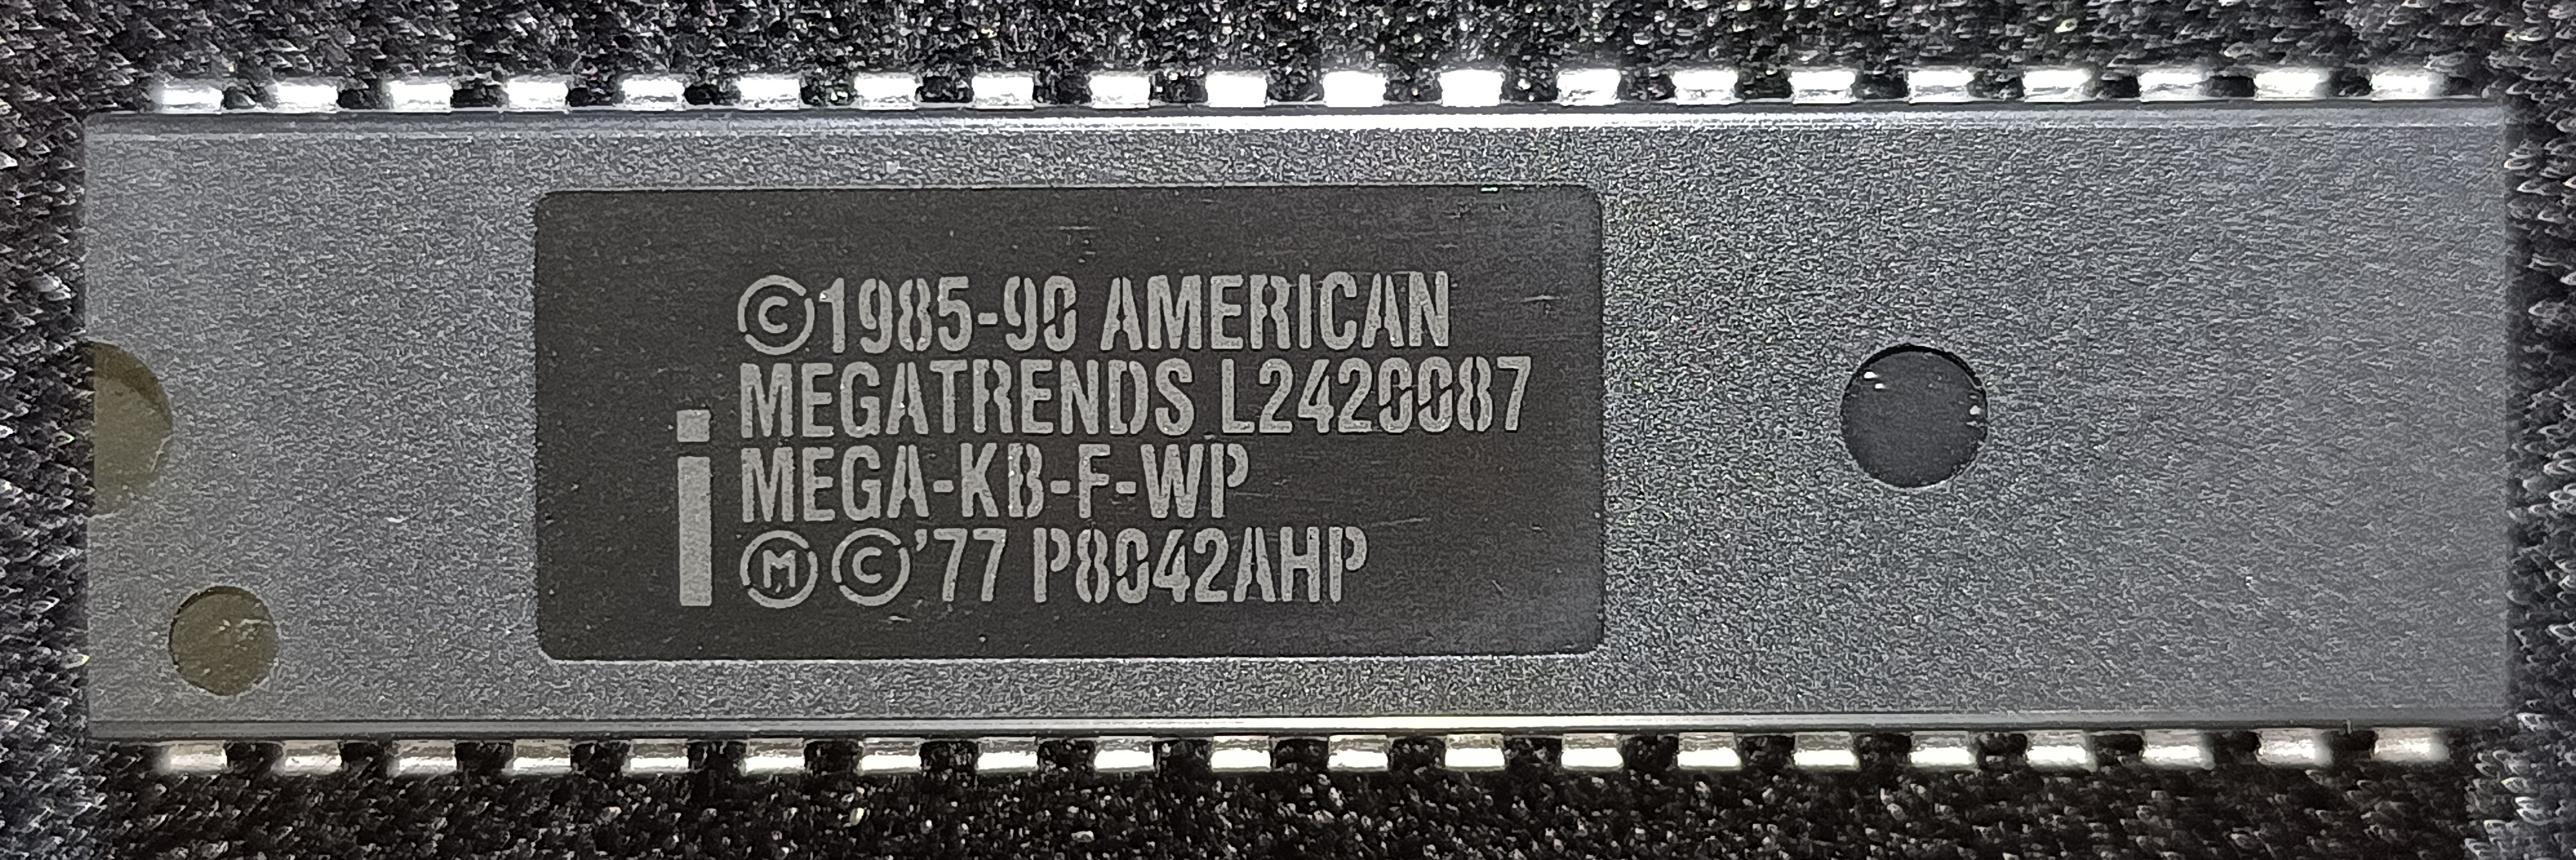 ©1985-90 AMERICAN
MEGATRENDS L2420087
MEGA-KB-F-WP
i Ⓜ ©'77 P8042AHP